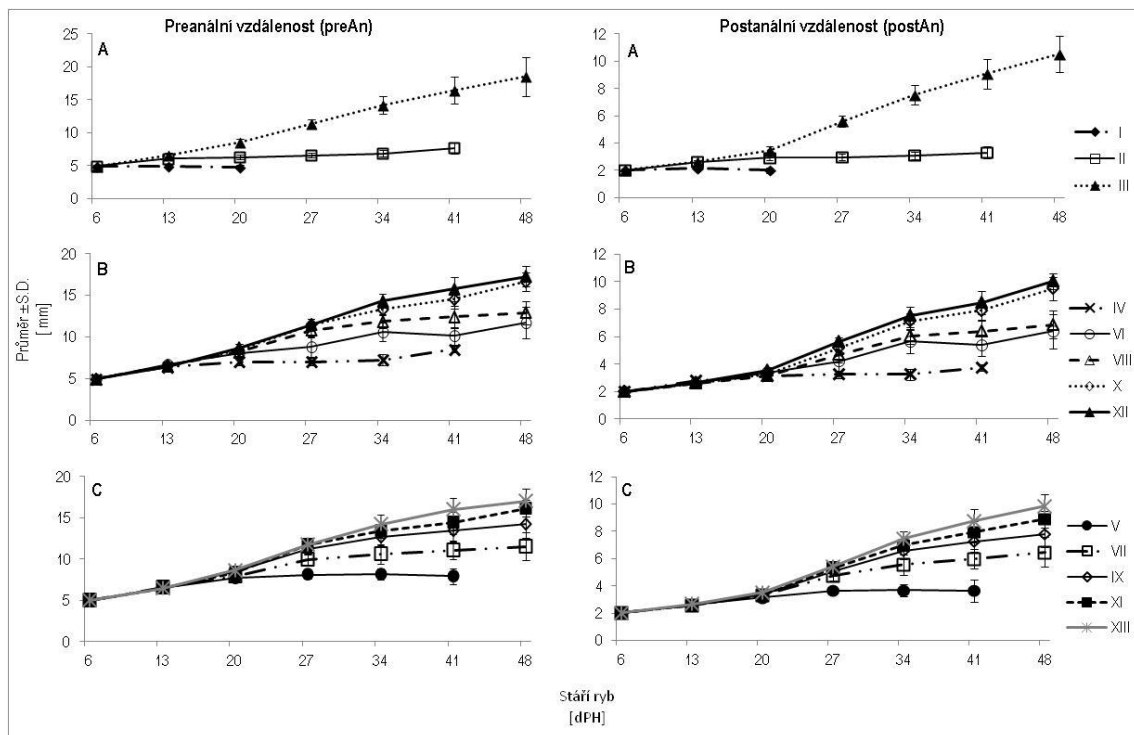 Preanální vzdálenost (preAn)
Postanální vzdálenost (postAn)
A
25
20
15
10
5
0
6 13 20 27 34 41 48
A
12
10
8
6
4
2
0
6 13 20 27 34 41 48
I
II
III
Průměr ±S.D.
[ mm]
B
20
15
10
5
0
6 13 20 27 34 41 48
B
12
10
8
6
4
2
0
6 13 20 27 34 41 48
IV
VI
VIII
X
XII
C
20
15
10
5
0
6 13 20 27 34 41 48
C
12
10
8
6
4
2
0
6 13 20 27 34 41 48
V
VII
IX
XI
XIII
Stáří ryb
[dPH]